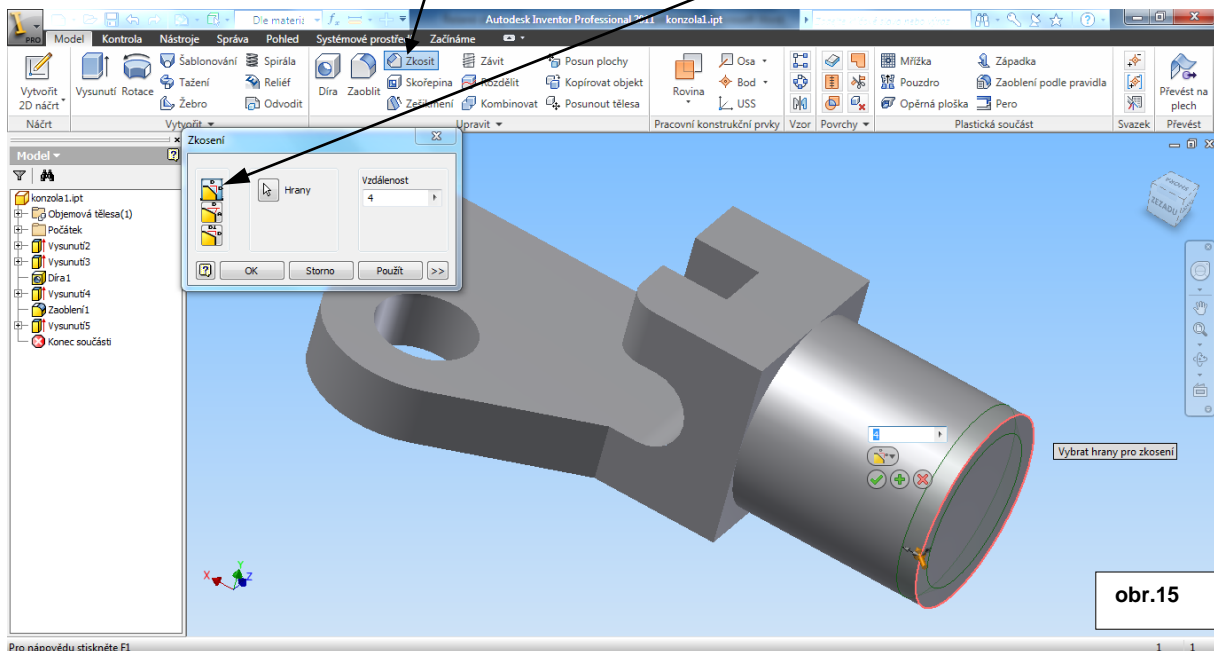 PRO
Dle materiá
fx
Autodesk Inventor Professional 2011 konzola1.ipt
Model Kontrola Nástroje Správa Pohled Systémové prostředí Začínáme
Vytvořit 2D náčrt
Vysunutí
Rotace
Šablonování
Tažení
Žebro
Spirála
Reliéf
Odvodit
Díra
Zaoblit
Zkosit
Skořepina
Zešikmení
Závit
Rozdělit
Kombinovat
Posun plochy
Kopírovat objekt
Posunout tělesa
Rovina
Osa
Bod
USS
Mřížka
Pouzdro
Opěrná ploška
Západka
Zaoblení podle pravidla
Pero
Převést na plech
Náčrt Vytvořit Upravit Pracovní konstrukční prvky Vzor Povrchy Plastická součást Svazek Převést
Model
konzola1.ipt
Objemová tělesa(1)
Počátek
Vysunutí2
Vysunutí3
Díra1
Vysunutí4
Zaoblení1
Vysunutí5
Konec součásti
Zkosení
Hrany
Vzdálenost
4
OK Storno Použít >>
ZEZADU
4
Vybrat hrany pro zkosení
X Y Z
obr.15
Pro nápovědu stiskněte F1
1 1